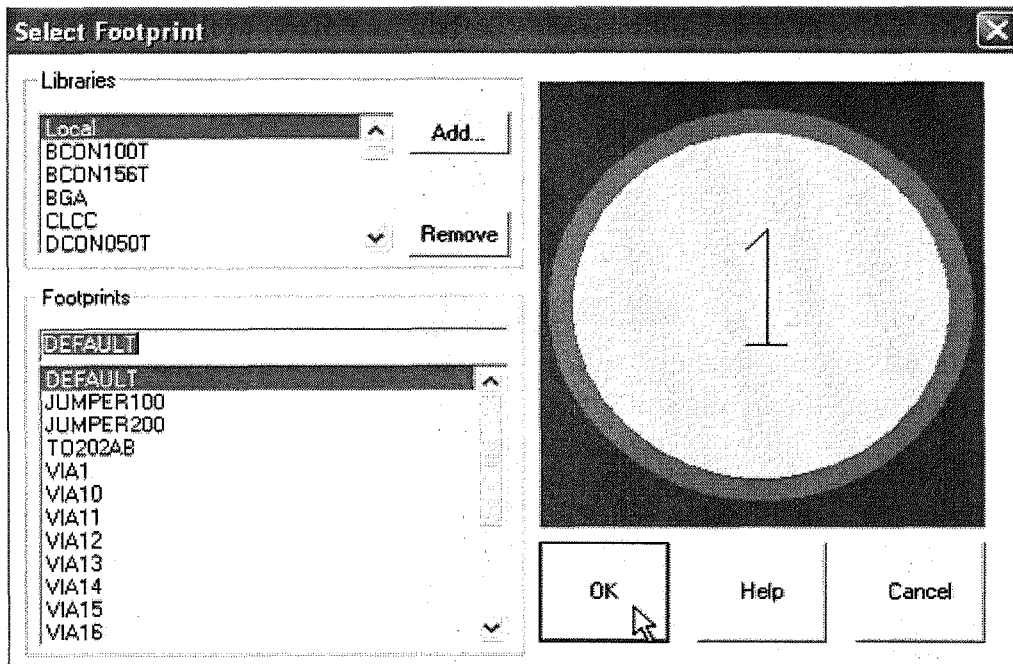 Select Footprint
Libraries
Local
BCON100T
BCON156T
BGA
CLCC
DCON050T
Add...
Remove
Footprints
DEFAULT
DEFAULT
JUMPER100
JUMPER200
TO202AB
VIA1
VIA10
VIA11
VIA12
VIA13
VIA14
VIA15
VIA16
1
OK
Help
Cancel